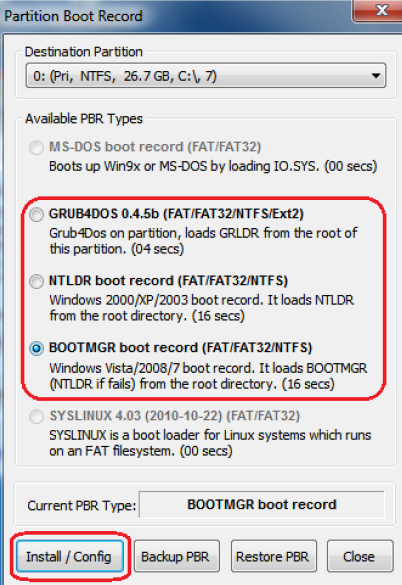 Partition Boot Record
Destination Partition
0: (Pri, NTFS, 26.7 GB, C:\, 7)
Available PBR Types
MS-DOS boot record (FAT/FAT32)
Boots up Win9x or MS-DOS by loading IO.SYS. (00 secs)
GRUB4DOS 0.4.5b (FAT/FAT32/NTFS/Ext2)
Grub4Dos on partition, loads GRLDR from the root of
this partition. (04 secs)
NTLDR boot record (FAT/FAT32/NTFS)
Windows 2000/XP/2003 boot record. It loads NTLDR
from the root directory. (16 secs)
BOOTMGR boot record (FAT/FAT32/NTFS)
Windows Vista/2008/7 boot record. It loads BOOTMGR
(NTLDR if fails) from the root directory. (16 secs)
SYSLINUX 4.03 (2010-10-22) (FAT/FAT32)
SYSLINUX is a boot loader for Linux systems which runs
on an FAT filesystem. (00 secs)
Current PBR Type: BOOTMGR boot record
Install / Config Backup PBR Restore PBR Close